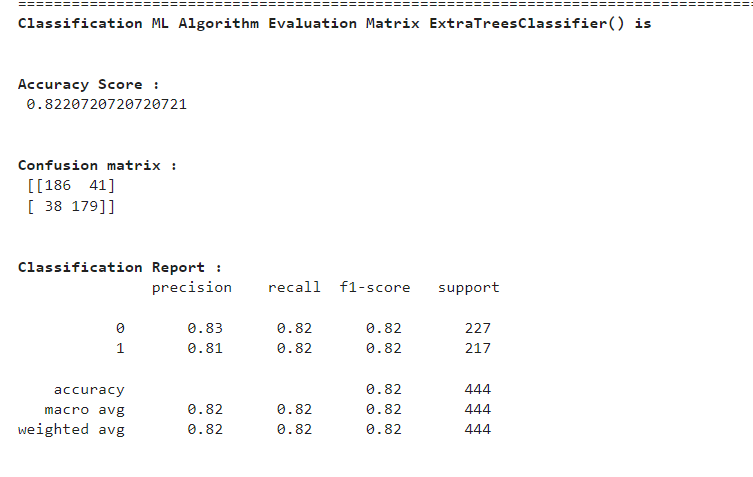 ================================================================================
Classification ML Algorithm Evaluation Matrix ExtraTreesClassifier() is
Accuracy Score :
0.8220720720720721
Confusion matrix :
[[186  41]
[ 38 179]]
Classification Report :
precision    recall  f1-score   support
0       0.83      0.82      0.82       227
1       0.81      0.82      0.82       217
accuracy                           0.82       444
macro avg       0.82      0.82      0.82       444
weighted avg       0.82      0.82      0.82       444